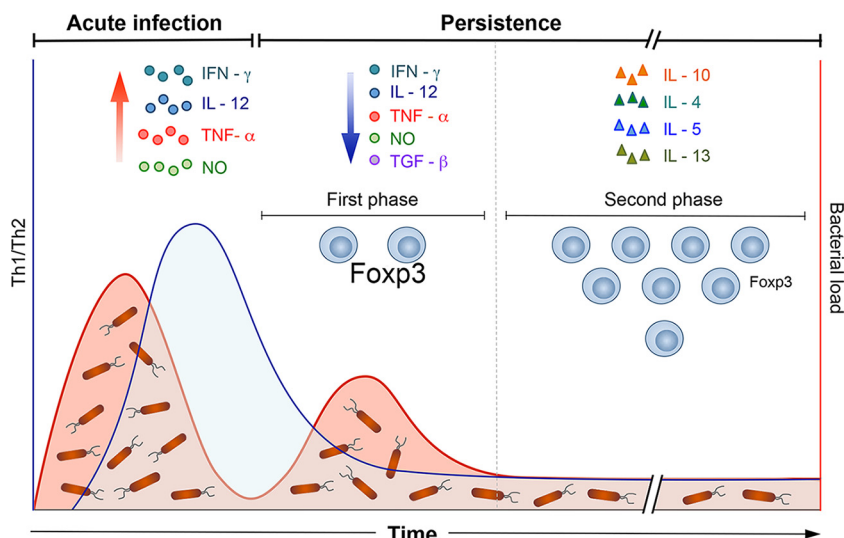 Acute infection
Persistence
IFN - γ
IL - 12
TNF- α
NO
IFN - γ
IL - 12
TNF - α
NO
TGF - β
IL - 10
IL - 4
IL - 5
IL - 13
First phase
Second phase
Foxp3
Foxp3
Th1/Th2
Bacterial load
Time